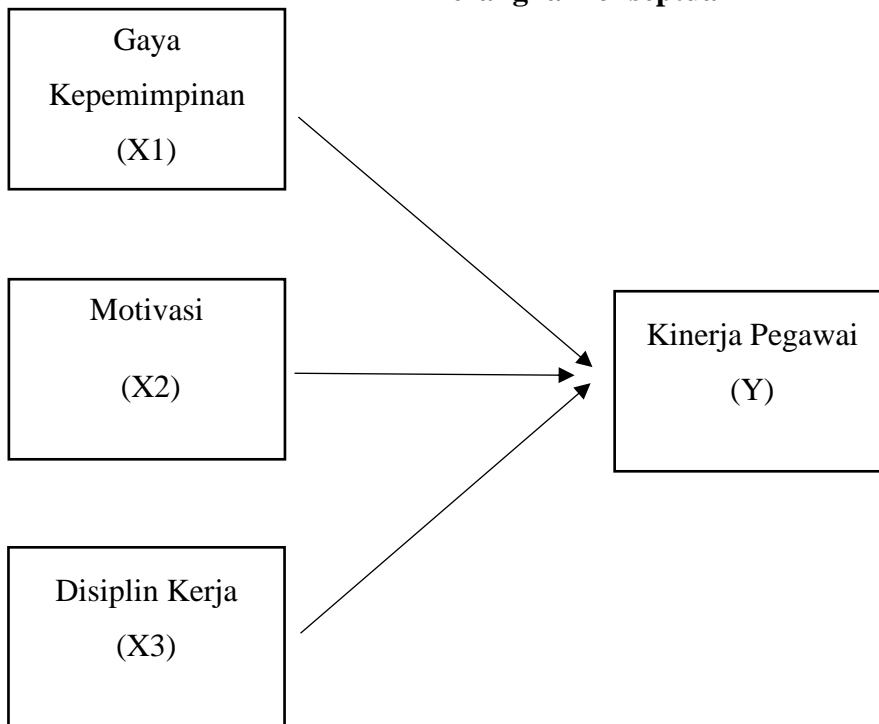 Gaya
Kepemimpinan
(X1)
Motivasi
(X2)
Kinerja Pegawai
(Y)
Disiplin Kerja
(X3)